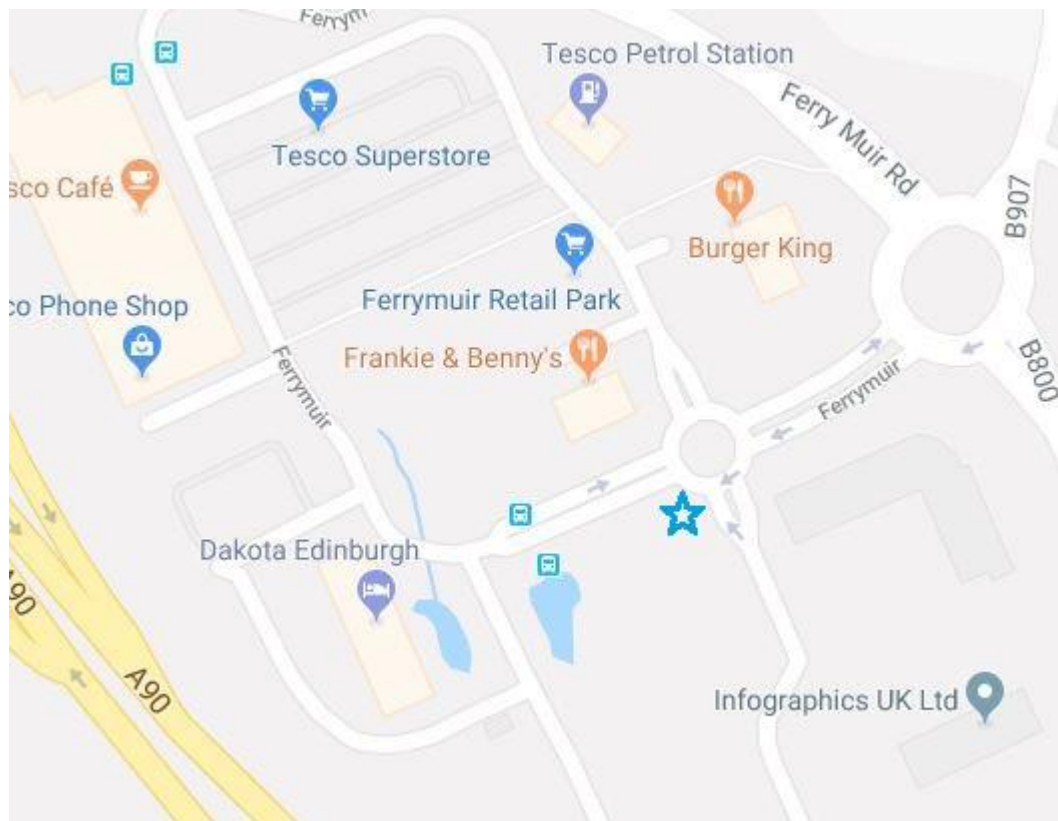 Ferrym
Tesco Petrol Station
Ferry Muir Rd
Tesco Superstore
B907
sco Café
Burger King
Ferrymuir Retail Park
co Phone Shop
Frankie & Benny's
Ferrymuir
Ferrymuir
B800
Dakota Edinburgh
A90
A90
Infographics UK Ltd